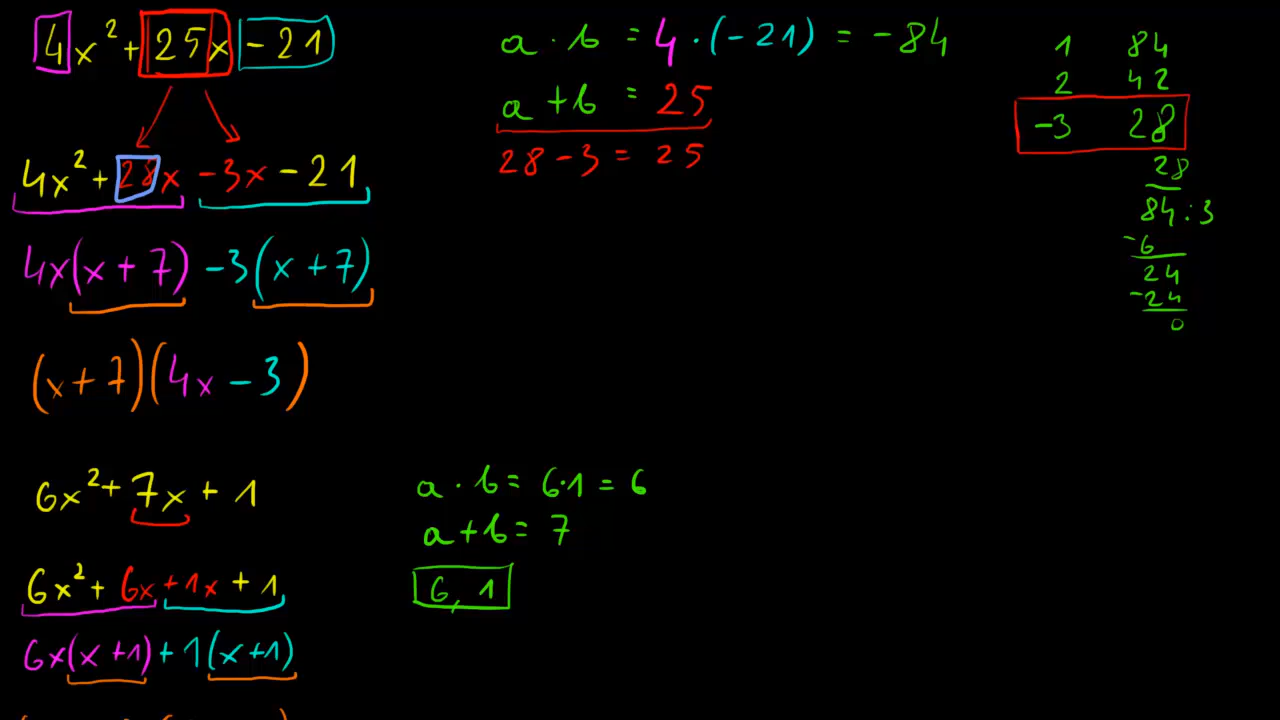 4x² + 25x - 21
4x² + 28x - 3x - 21
4x(x + 7) - 3(x + 7)
(x + 7)(4x - 3)
a · b = 4 · (-21) = -84
a + b = 25
28 - 3 = 25
1 84
2 42
-3 28
28
84 : 3
-6
24
-24
0
6x² + 7x + 1
6x² + 6x + 1x + 1
6x(x + 1) + 1(x + 1)
a · b = 6·1 = 6
a + b = 7
6, 1